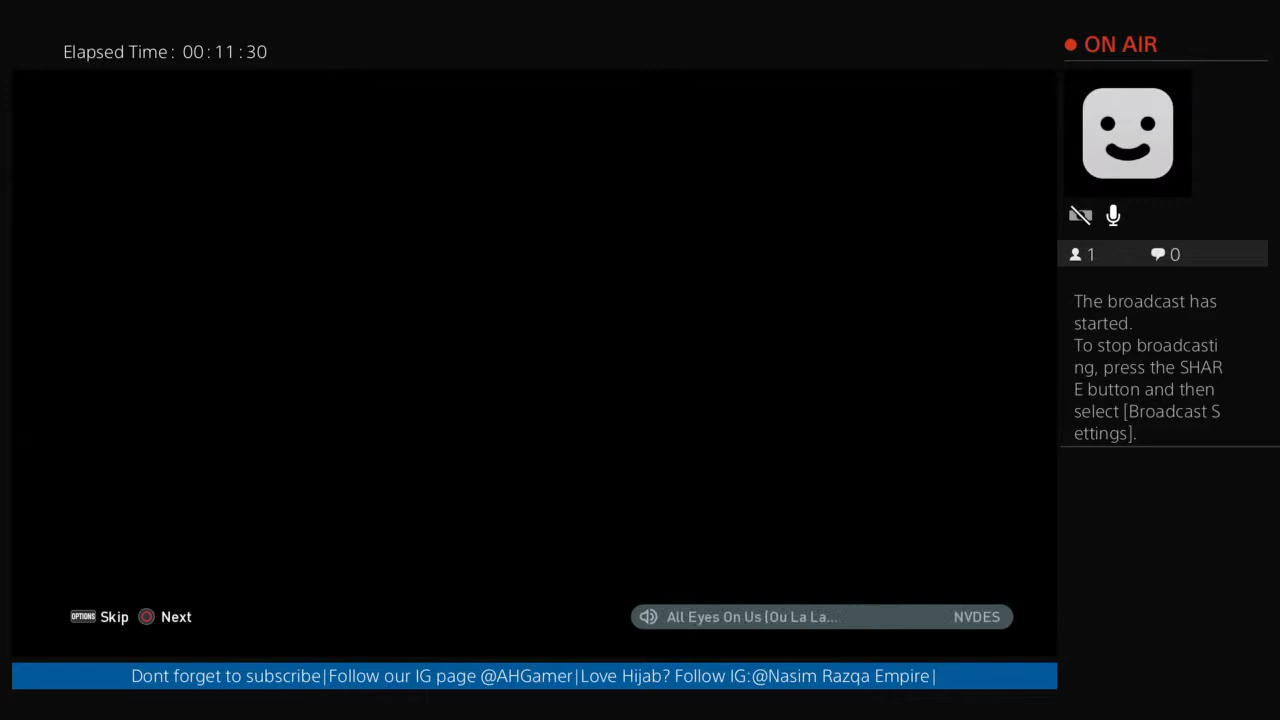 Elapsed Time: 00:11:30
ON AIR
1 0
The broadcast has
started.
To stop broadcasti
ng, press the SHAR
E button and then
select [Broadcast S
ettings].
OPTIONS Skip Next
All Eyes On Us (Ou La La... NVDES
Dont forget to subscribe|Follow our IG page @AHGamer|Love Hijab? Follow IG:@Nasim Razqa Empire|